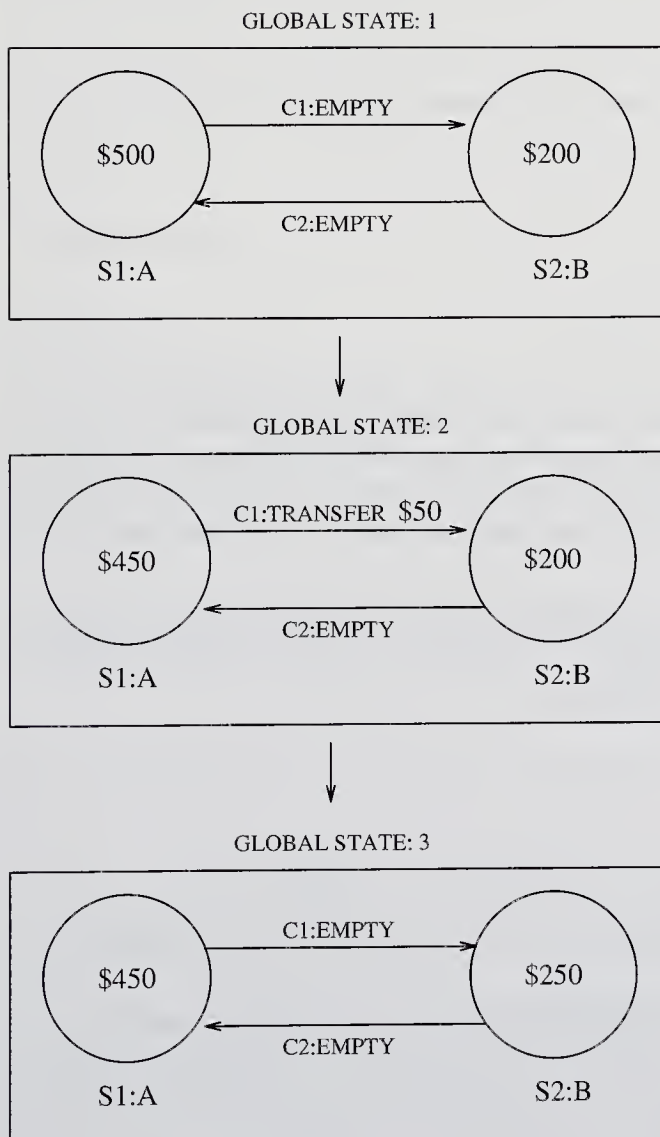 GLOBAL STATE: 1
C1:EMPTY
$500
$200
C2:EMPTY
S1:A
S2:B
GLOBAL STATE: 2
C1:TRANSFER $50
$450
$200
C2:EMPTY
S1:A
S2:B
GLOBAL STATE: 3
C1:EMPTY
$450
$250
C2:EMPTY
S1:A
S2:B